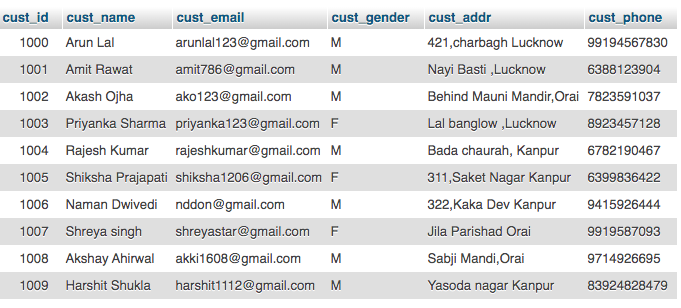 cust_id cust_name cust_email cust_gender cust_addr cust_phone
1000 Arun Lal arunlal123@gmail.com M 421,charbagh Lucknow 99194567830
1001 Amit Rawat amit786@gmail.com M Nayi Basti ,Lucknow 6388123904
1002 Akash Ojha ako123@gmail.com M Behind Mauni Mandir,Orai 7823591037
1003 Priyanka Sharma priyanka123@gmail.com F Lal banglow ,Lucknow 8923457128
1004 Rajesh Kumar rajeshkumar@gmail.com M Bada chaurah, Kanpur 6782190467
1005 Shiksha Prajapati shiksha1206@gmail.com F 311,Saket Nagar Kanpur 6399836422
1006 Naman Dwivedi nddon@gmail.com M 322,Kaka Dev Kanpur 9415926444
1007 Shreya singh shreyastar@gmail.com F Jila Parishad Orai 9919587093
1008 Akshay Ahirwal akki1608@gmail.com M Sabji Mandi,Orai 9714926695
1009 Harshit Shukla harshit1112@gmail.com M Yasoda nagar Kanpur 83924828479